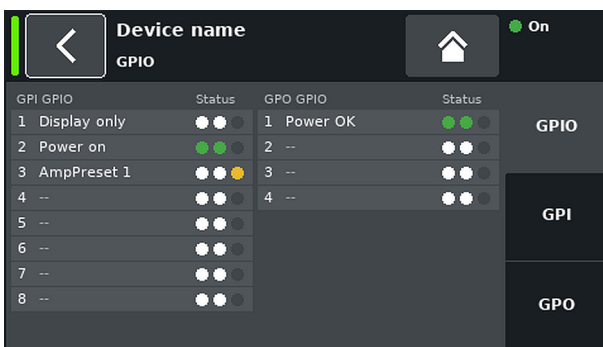 Device name
GPIO
On
GPI GPIO Status GPO GPIO Status
1 Display only 1 Power OK
2 Power on 2 --
3 AmpPreset 1 3 --
4 -- 4 --
5 --
6 --
7 --
8 --
GPIO
GPI
GPO